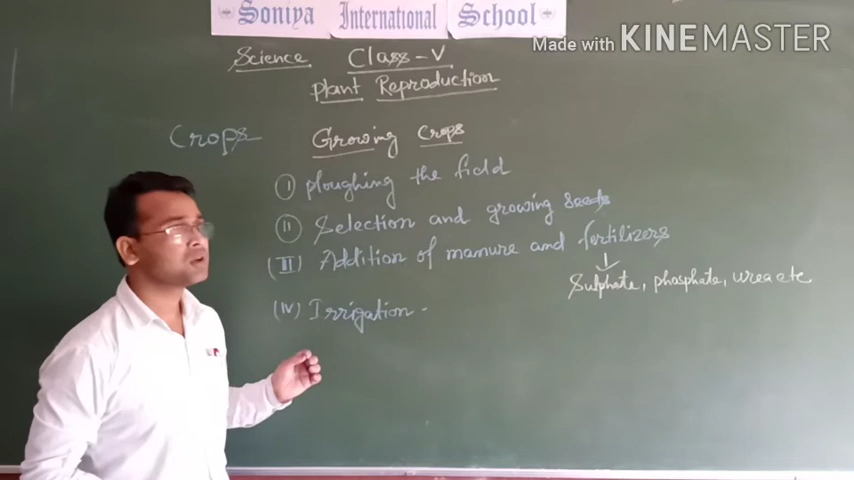 Soniya International School
Made with KINEMASTER
Science Class-V
Plant Reproduction
Crops Growing Crops
(I) ploughing the field
(II) Selection and growing seeds
(III) Addition of manure and fertilizers
Sulphate, phosphate, urea etc
(IV) Irrigation -